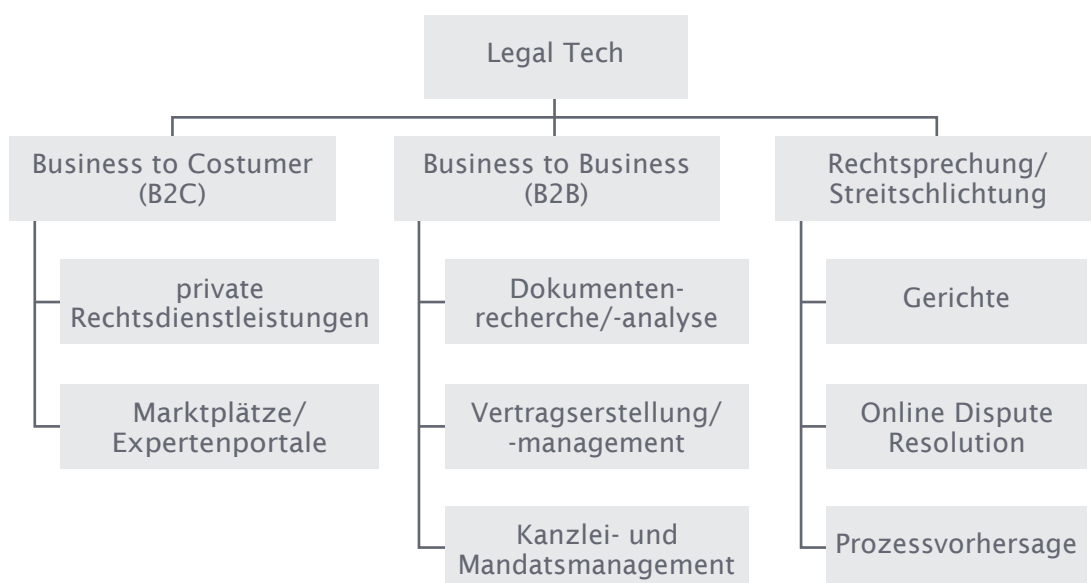 Legal Tech
Business to Costumer
(B2C)
private
Rechtsdienstleistungen
Marktplätze/
Expertenportale
Business to Business
(B2B)
Dokumenten-
recherche/-analyse
Vertragserstellung/
-management
Kanzlei- und
Mandatsmanagement
Rechtsprechung/
Streitschlichtung
Gerichte
Online Dispute
Resolution
Prozessvorhersage